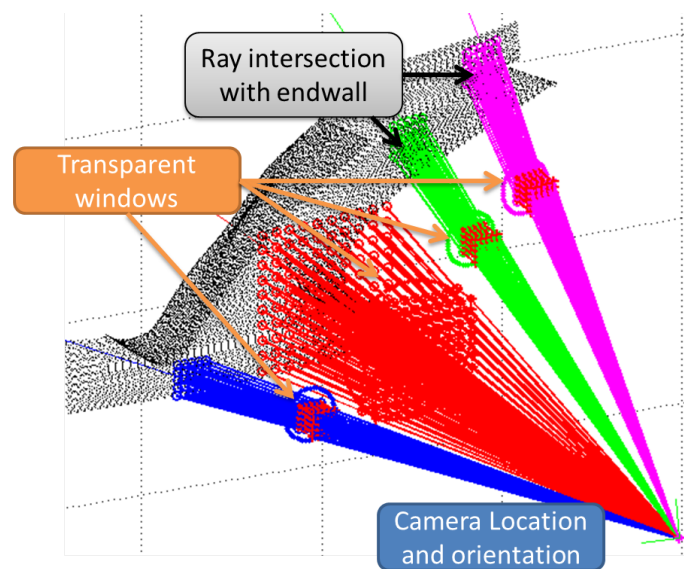 Ray intersection
with endwall
Transparent
windows
Camera Location
and orientation